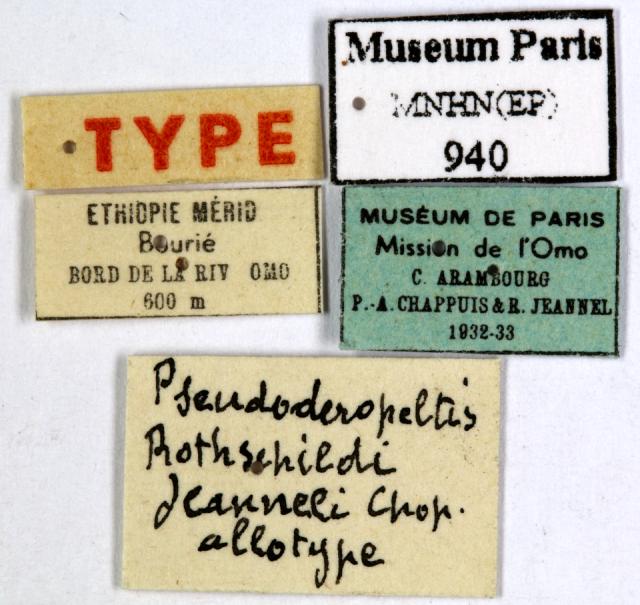 TYPE
Museum Paris
MNHN(EP)
940
ETHIOPIE MÉRID
Bourié
BORD DE LA RIV OMO
600 m
MUSÉUM DE PARIS
Mission de l'Omo
C. ARAMBOURG
P.-A. CHAPPUIS & R. JEANNEL
1932-33
Pseudoderopeltis
Rothschildi
Jeanneli Chop.
allotype